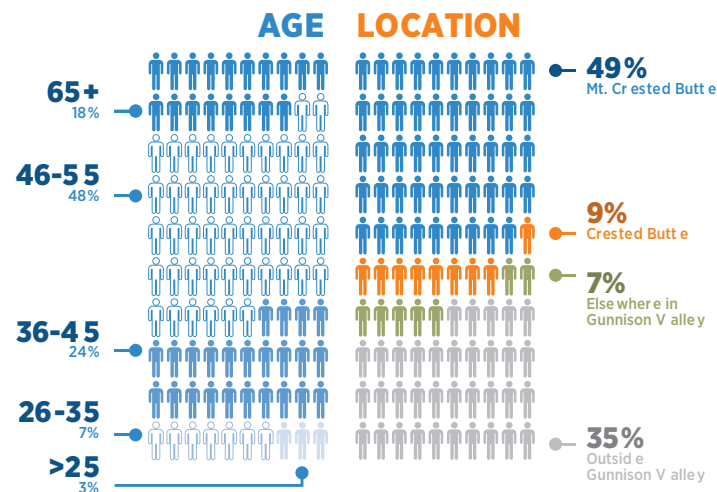 AGE
65+
18%
46-55
48%
36-45
24%
26-35
7%
>25
3%
LOCATION
49%
Mt. Crested Butte
9%
Crested Butte
7%
Elsewhere in
Gunnison Valley
35%
Outside
Gunnison Valley